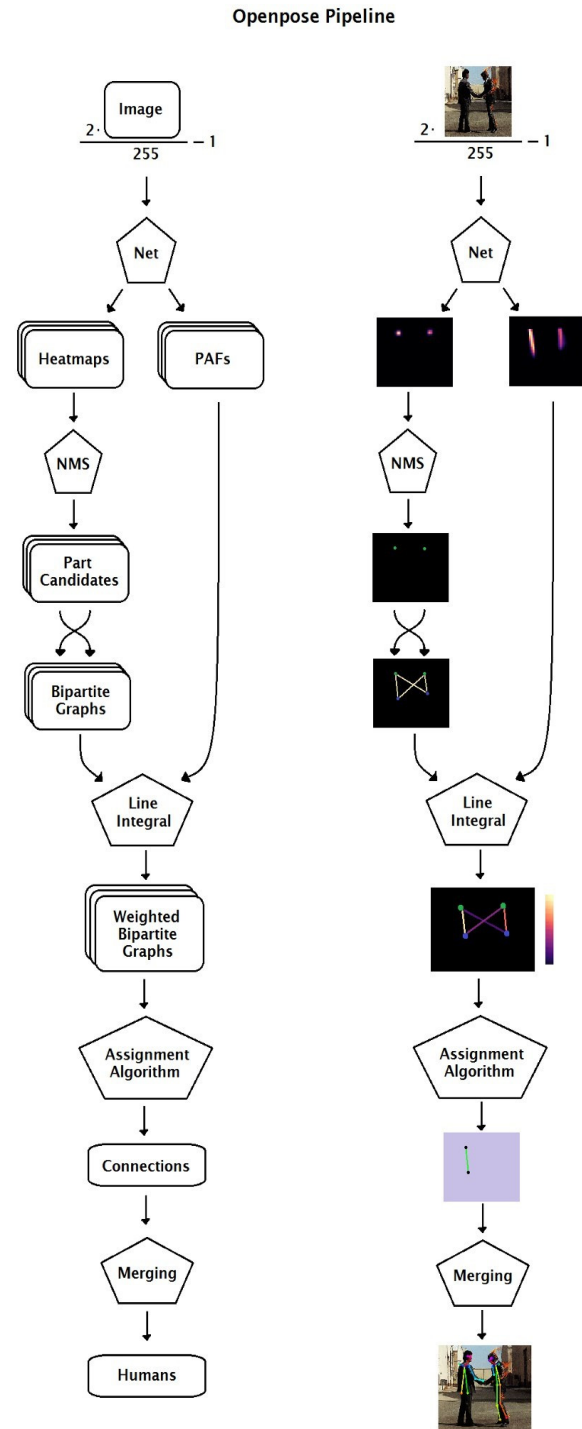 Openpose Pipeline
Image
2·
255
− 1
Net
Heatmaps
PAFs
NMS
Part
Candidates
Bipartite
Graphs
Line
Integral
Weighted
Bipartite
Graphs
Assignment
Algorithm
Connections
Merging
Humans
2·
255
− 1
Net
NMS
Line
Integral
Assignment
Algorithm
Merging